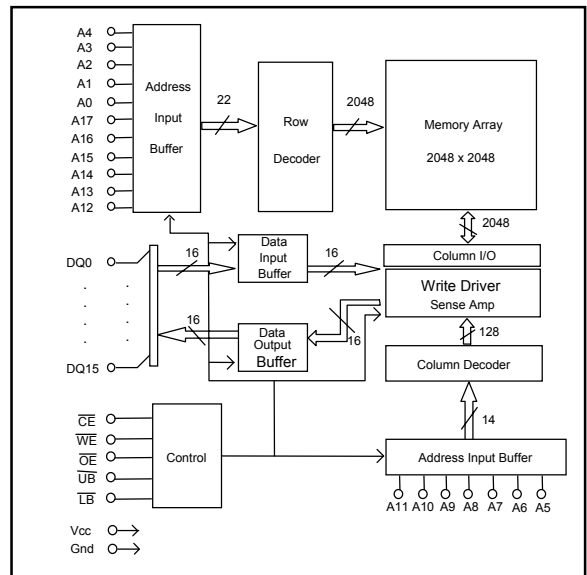 A4
A3
A2
A1
A0
A17
A16
A15
A14
A13
A12
Address
Input
Buffer
22
Row
Decoder
2048
Memory Array
2048 x 2048
2048
Column I/O
Write Driver
Sense Amp
128
Column Decoder
14
Address Input Buffer
A11 A10 A9 A8 A7 A6 A5
DQ0
DQ15
16
Data
Input
Buffer
16
16
Data
Output
Buffer
16
CE
WE
OE
UB
LB
Control
Vcc
Gnd